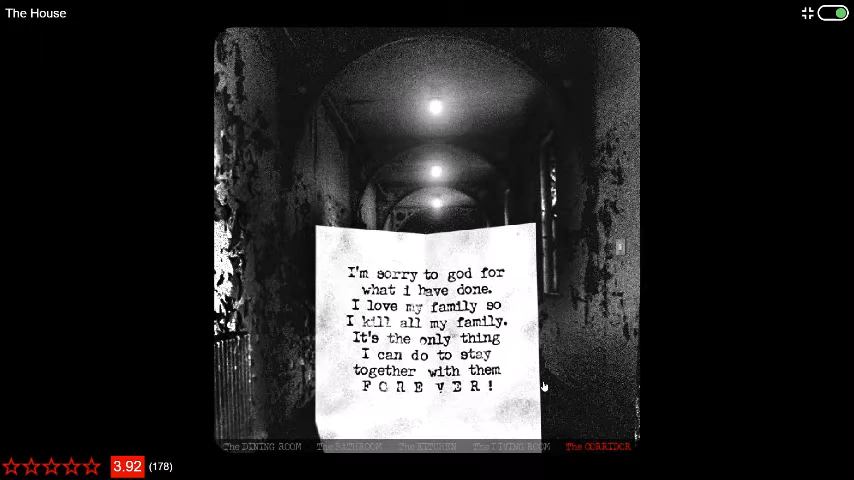 The House
I'm sorry to god for
what i have done.
I love my family so
I kill all my family.
It's the only thing
I can do to stay
together with them
F O R E V E R !
The DINING ROOM The BATHROOM The KITCHEN The LIVING ROOM The CORRIDOR
3.92 (178)